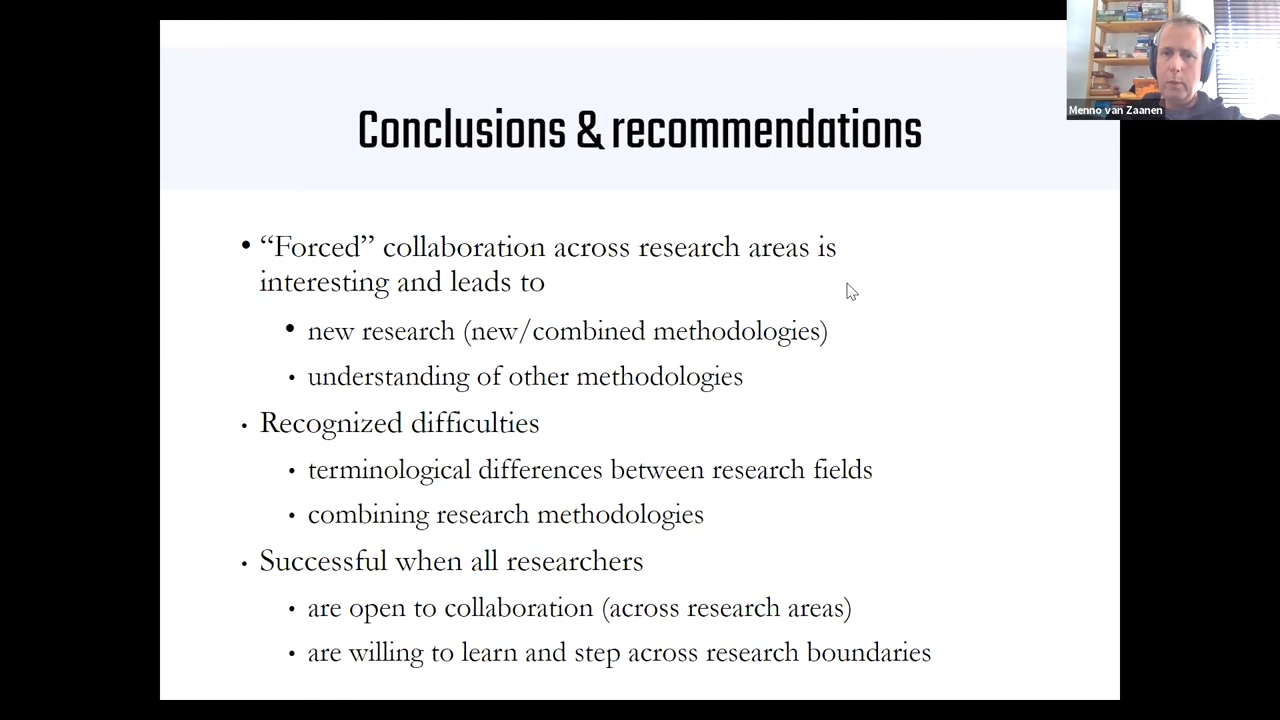 Menno van Zaanen
Conclusions & recommendations
• “Forced” collaboration across research areas is
interesting and leads to
• new research (new/combined methodologies)
• understanding of other methodologies
• Recognized difficulties
• terminological differences between research fields
• combining research methodologies
• Successful when all researchers
• are open to collaboration (across research areas)
• are willing to learn and step across research boundaries